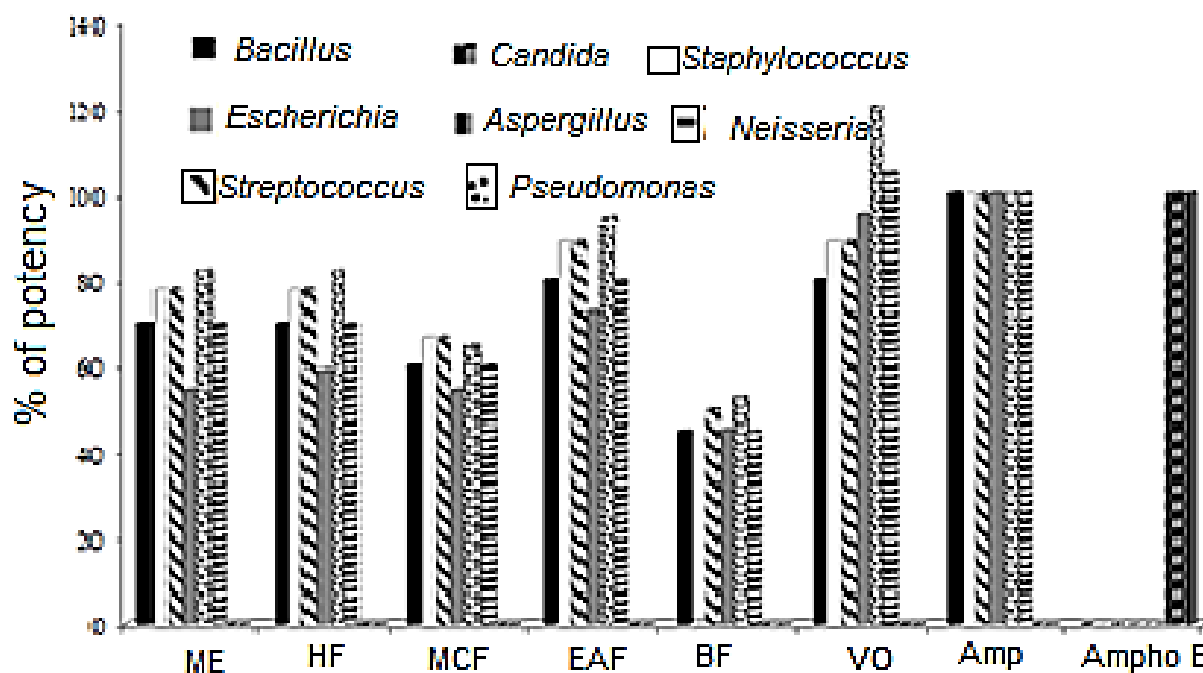 140
120
100
80
60
40
20
0
% of potency
Bacillus
Candida
Staphylococcus
Escherichia
Aspergillus
Neisseria
Streptococcus
Pseudomonas
ME HF MCF EAF BF VO Amp Ampho B